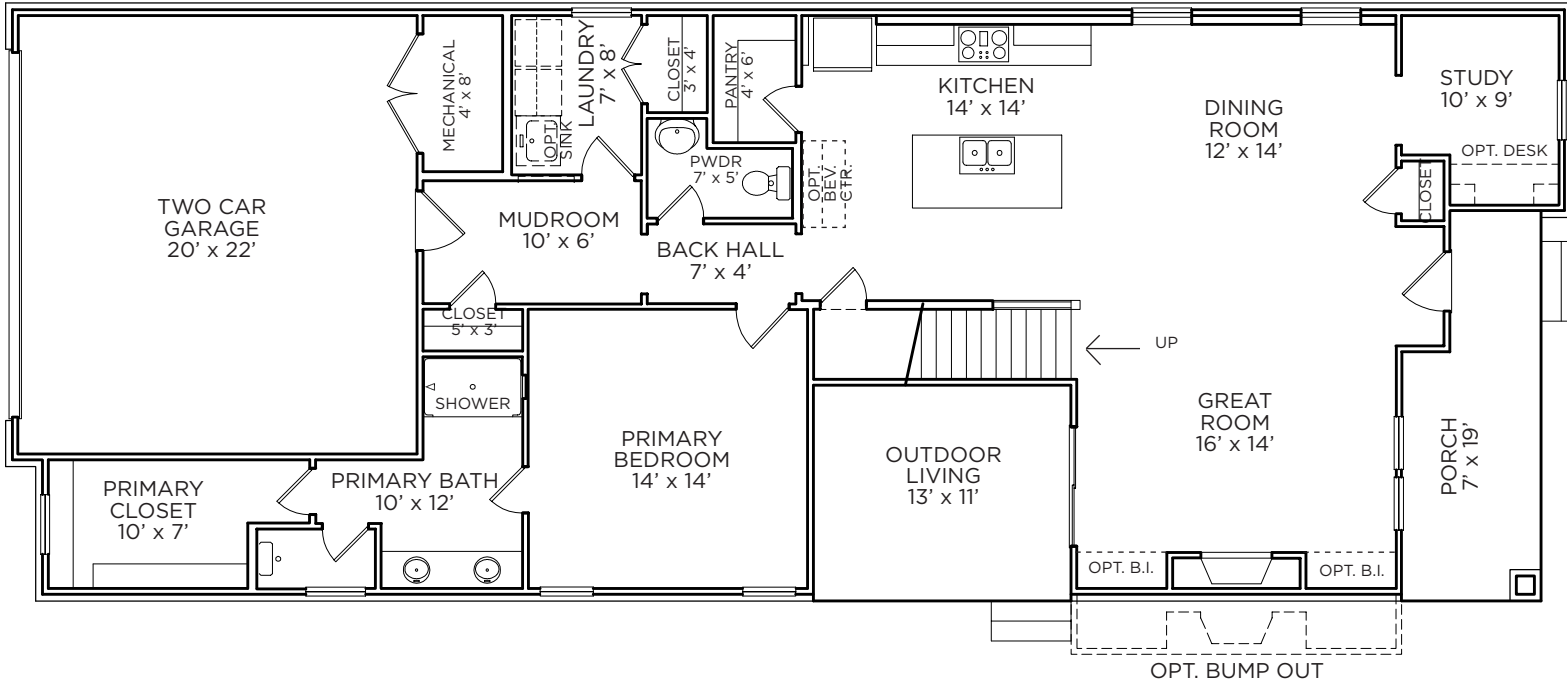 MECHANICAL
4’ x 8’
LAUNDRY
7’ x 8’
OPT.
SINK
CLOSET
3’ x 4’
PANTRY
4’ x 6’
KITCHEN
14’ x 14’
DINING
ROOM
12’ x 14’
STUDY
10’ x 9’
OPT. DESK
CLOSET
PWDR
7’ x 5’
OPT.
BEV.
CTR.
TWO CAR
GARAGE
20’ x 22’
MUDROOM
10’ x 6’
BACK HALL
7’ x 4’
CLOSET
5’ x 3’
UP
SHOWER
PRIMARY
BEDROOM
14’ x 14’
OUTDOOR
LIVING
13’ x 11’
GREAT
ROOM
16’ x 14’
PORCH
7’ x 19’
PRIMARY
CLOSET
10’ x 7’
PRIMARY BATH
10’ x 12’
OPT. B.I.
OPT. B.I.
OPT. BUMP OUT